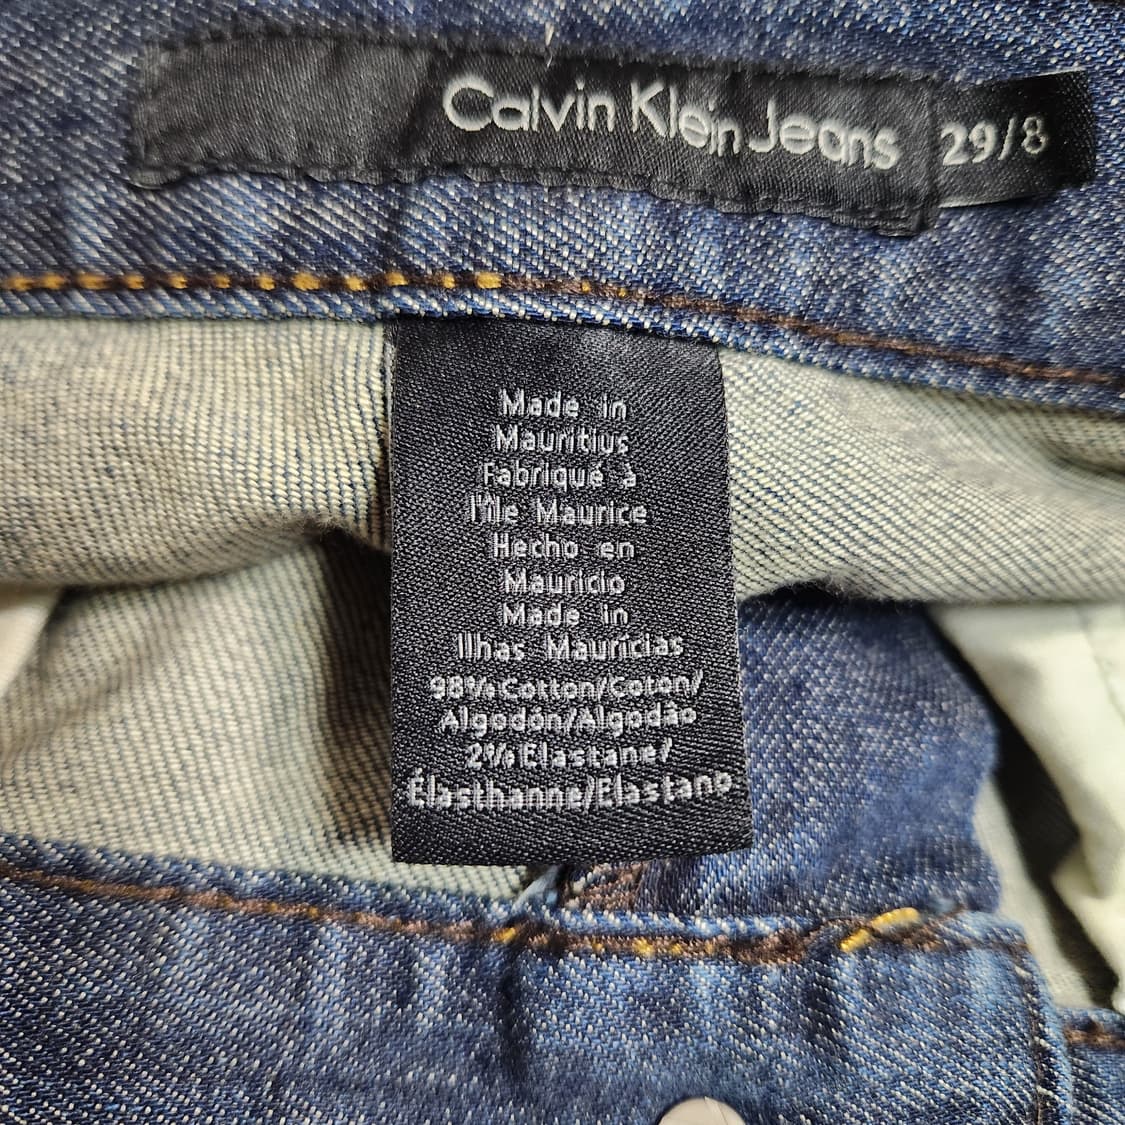 Calvin Klein Jeans 29/8
Made in
Mauritius
Fabriqué à
l'île Maurice
Hecho en
Mauricio
Made in
Ilhas Maurícias
98% Cotton/Coton/
Algodón/Algodão
2% Elastane/
Élasthanne/Elastano